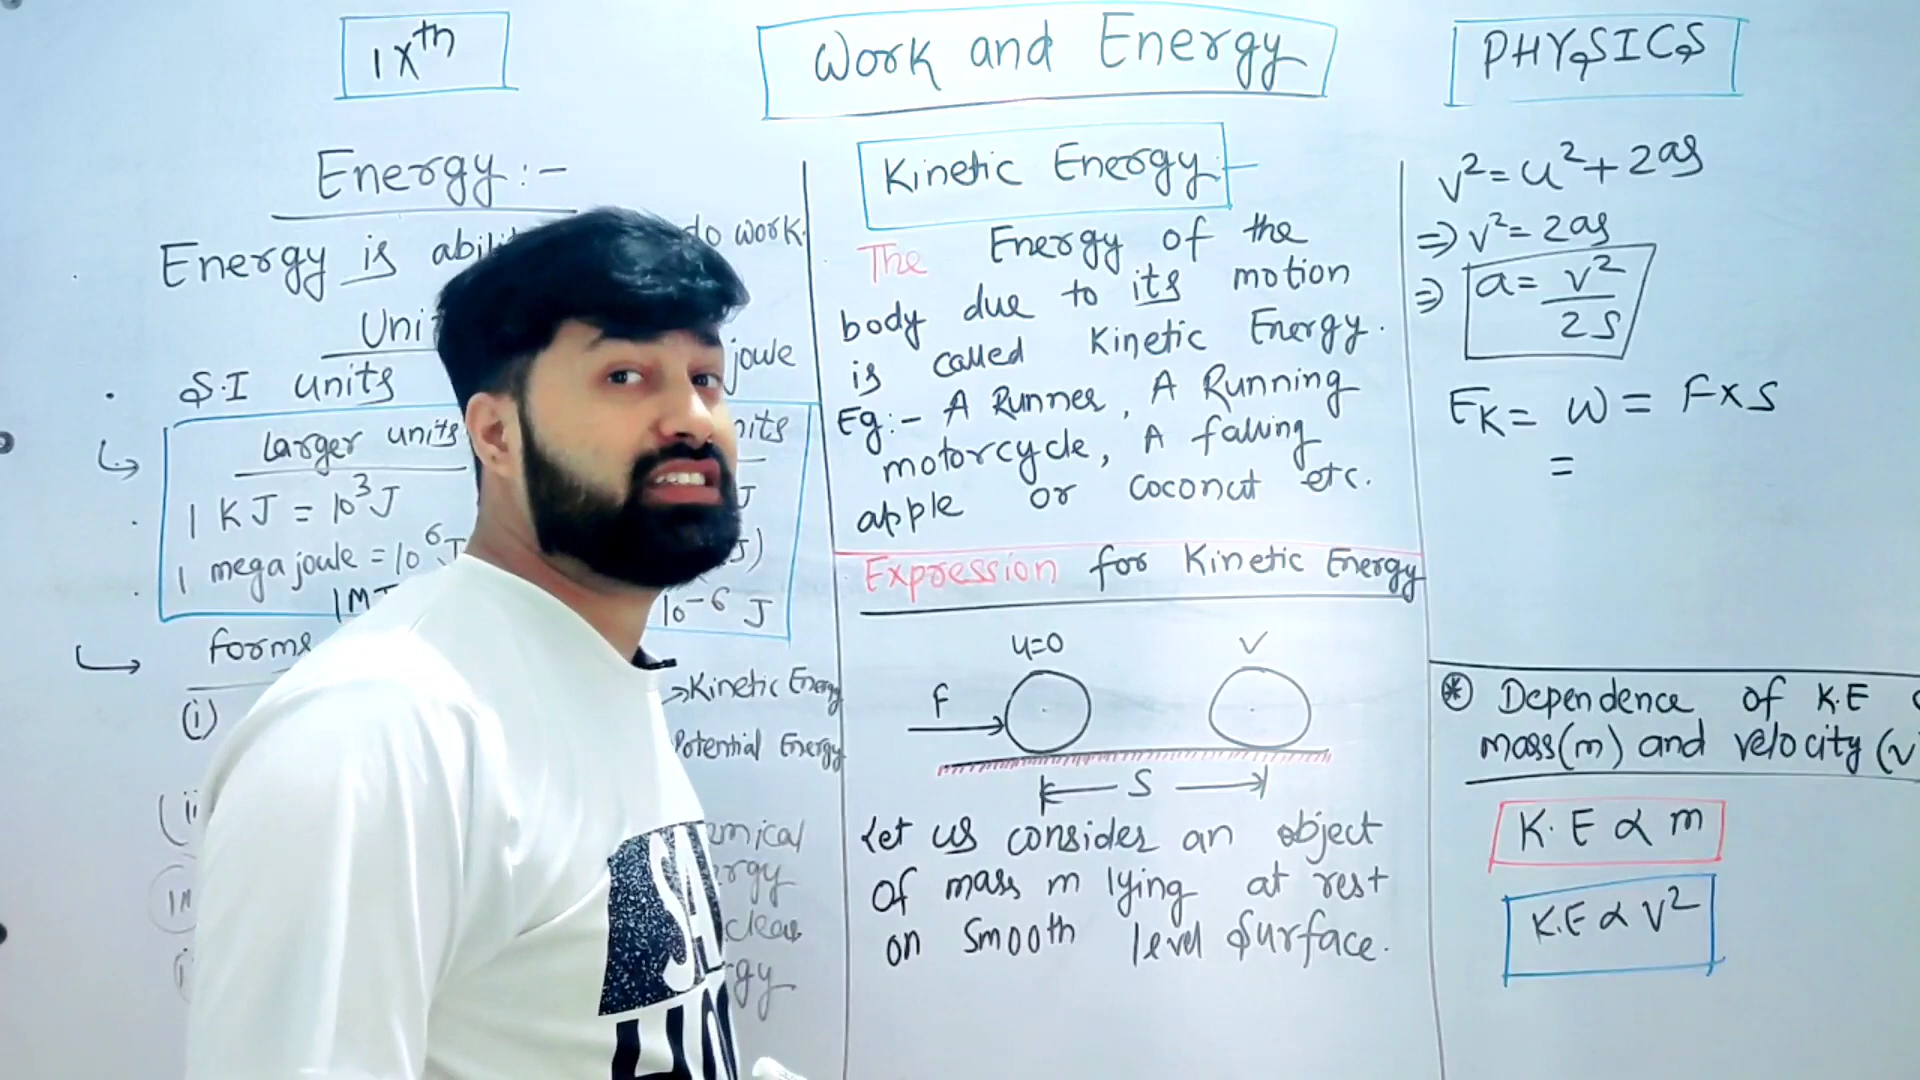 IXth
Work and Energy
PHYSICS
Energy:-
Energy is do work.
S.I units joule
Larger units
1 KJ = 10³J J
1 mega joule = 10⁶J J)
1MJ 10-6 J
forms
(i) →Kinetic Energy
Potential Energy
(ii
Kinetic Energy:-
The Energy of the
body due to its motion
is called Kinetic Energy.
Eg:- A Runner, A Running
motorcycle, A falling
apple or coconut etc.
Expression for Kinetic Energy
u=0 v
F
S
Let us consider an object
of mass m lying at rest
on smooth level surface.
v²=u²+2as
⇒ v²=2as
⇒ a= v²/2s
EK= W = F×S
=
⊛ Dependence of K.E
mass(m) and velocity (v
K.E ∝ m
K.E ∝ v²